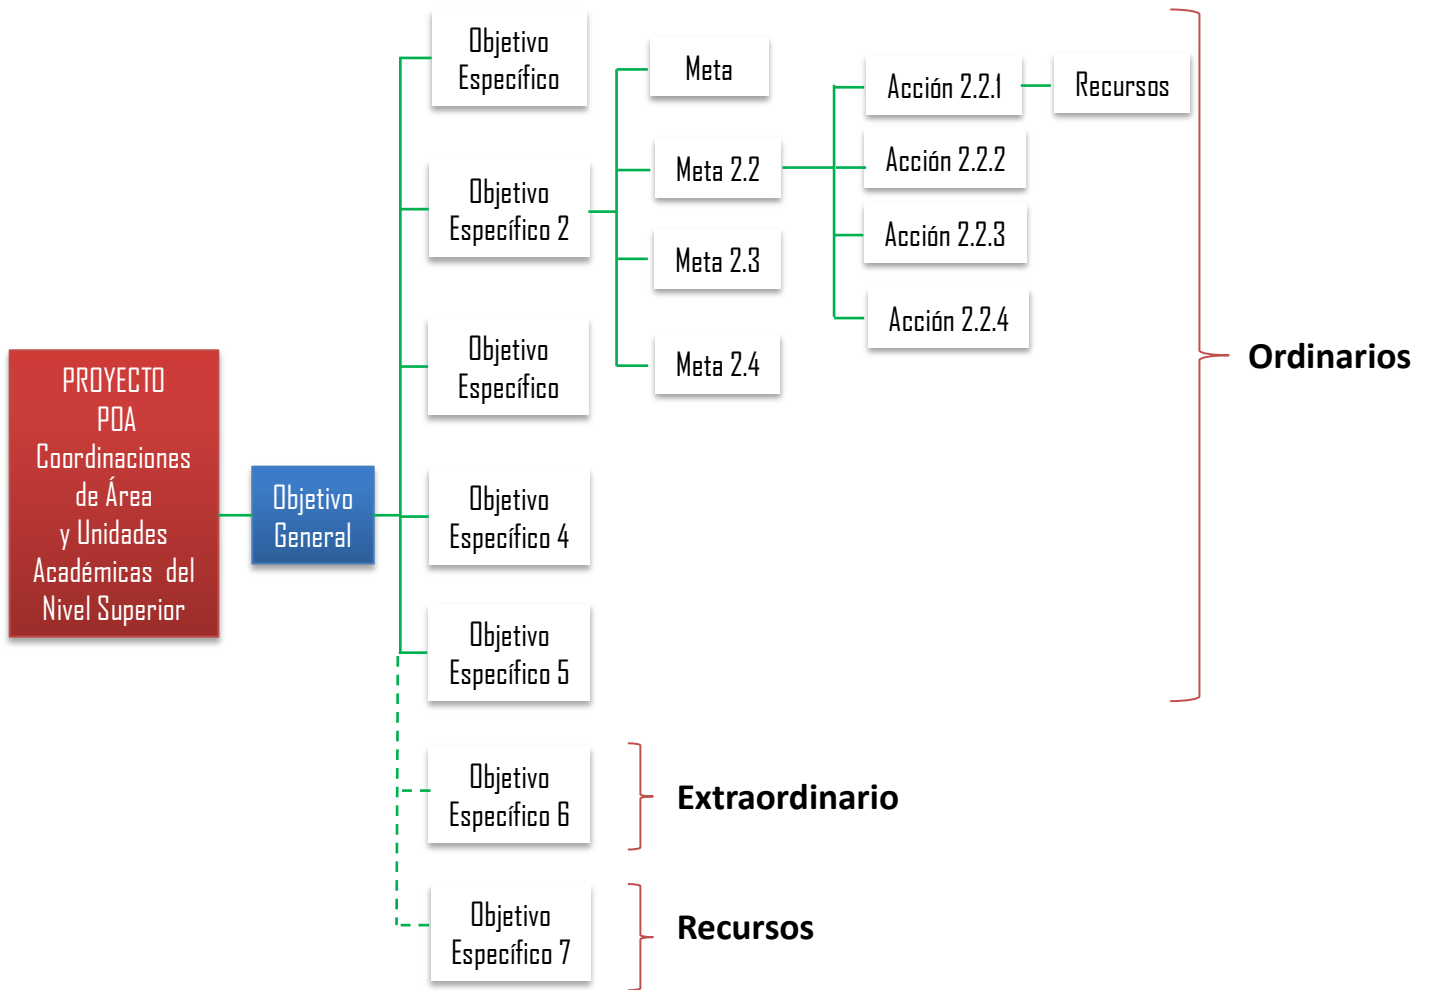 PROYECTO
POA
Coordinaciones
de Área
y Unidades
Académicas del
Nivel Superior
Objetivo
General
Objetivo
Específico
Objetivo
Específico 2
Objetivo
Específico
Objetivo
Específico 4
Objetivo
Específico 5
Objetivo
Específico 6
Objetivo
Específico 7
Meta
Meta 2.2
Meta 2.3
Meta 2.4
Acción 2.2.1
Acción 2.2.2
Acción 2.2.3
Acción 2.2.4
Recursos
Ordinarios
Extraordinario
Recursos